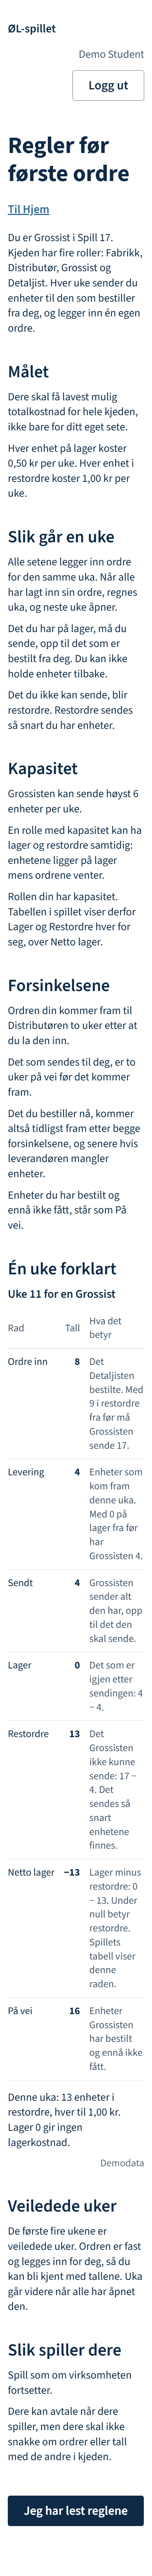 ØL-spillet
Demo Student
Logg ut
Regler før
første ordre
Til Hjem
Du er Grossist i Spill 17.
Kjeden har fire roller: Fabrikk,
Distributør, Grossist og
Detaljist. Hver uke sender du
enheter til den som bestiller
fra deg, og legger inn én egen
ordre.
Målet
Dere skal få lavest mulig
totalkostnad for hele kjeden,
ikke bare for ditt eget sete.
Hver enhet på lager koster
0,50 kr per uke. Hver enhet i
restordre koster 1,00 kr per
uke.
Slik går en uke
Alle setene legger inn ordre
for den samme uka. Når alle
har lagt inn sin ordre, regnes
uka, og neste uke åpner.
Det du har på lager, må du
sende, opp til det som er
bestilt fra deg. Du kan ikke
holde enheter tilbake.
Det du ikke kan sende, blir
restordre. Restordre sendes
så snart du har enheter.
Kapasitet
Grossisten kan sende høyst 6
enheter per uke.
En rolle med kapasitet kan ha
lager og restordre samtidig:
enhetene ligger på lager
mens ordrene venter.
Rollen din har kapasitet.
Tabellen i spillet viser derfor
Lager og Restordre hver for
seg, over Netto lager.
Forsinkelsene
Ordren din kommer fram til
Distributøren to uker etter at
du la den inn.
Det som sendes til deg, er to
uker på vei før det kommer
fram.
Det du bestiller nå, kommer
altså tidligst fram etter begge
forsinkelsene, og senere hvis
leverandøren mangler
enheter.
Enheter du har bestilt og
ennå ikke fått, står som På
vei.
Én uke forklart
Uke 11 for en Grossist
Rad Tall Hva det
betyr
Ordre inn 8 Det
Detaljisten
bestilte. Med
9 i restordre
fra før må
Grossisten
sende 17.
Levering 4 Enheter som
kom fram
denne uka.
Med 0 på
lager fra før
har
Grossisten 4.
Sendt 4 Grossisten
sender alt
den har, opp
til det den
skal sende.
Lager 0 Det som er
igjen etter
sendingen: 4
− 4.
Restordre 13 Det
Grossisten
ikke kunne
sende: 17 −
4. Det
sendes så
snart
enhetene
finnes.
Netto lager −13 Lager minus
restordre: 0
− 13. Under
null betyr
restordre.
Spillets
tabell viser
denne
raden.
På vei 16 Enheter
Grossisten
har bestilt
og ennå ikke
fått.
Denne uka: 13 enheter i
restordre, hver til 1,00 kr.
Lager 0 gir ingen
lagerkostnad.
Demodata
Veiledede uker
De første fire ukene er
veiledede uker. Ordren er fast
og legges inn for deg, så du
kan bli kjent med tallene. Uka
går videre når alle har åpnet
den.
Slik spiller dere
Spill som om virksomheten
fortsetter.
Dere kan avtale når dere
spiller, men dere skal ikke
snakke om ordrer eller tall
med de andre i kjeden.
Jeg har lest reglene